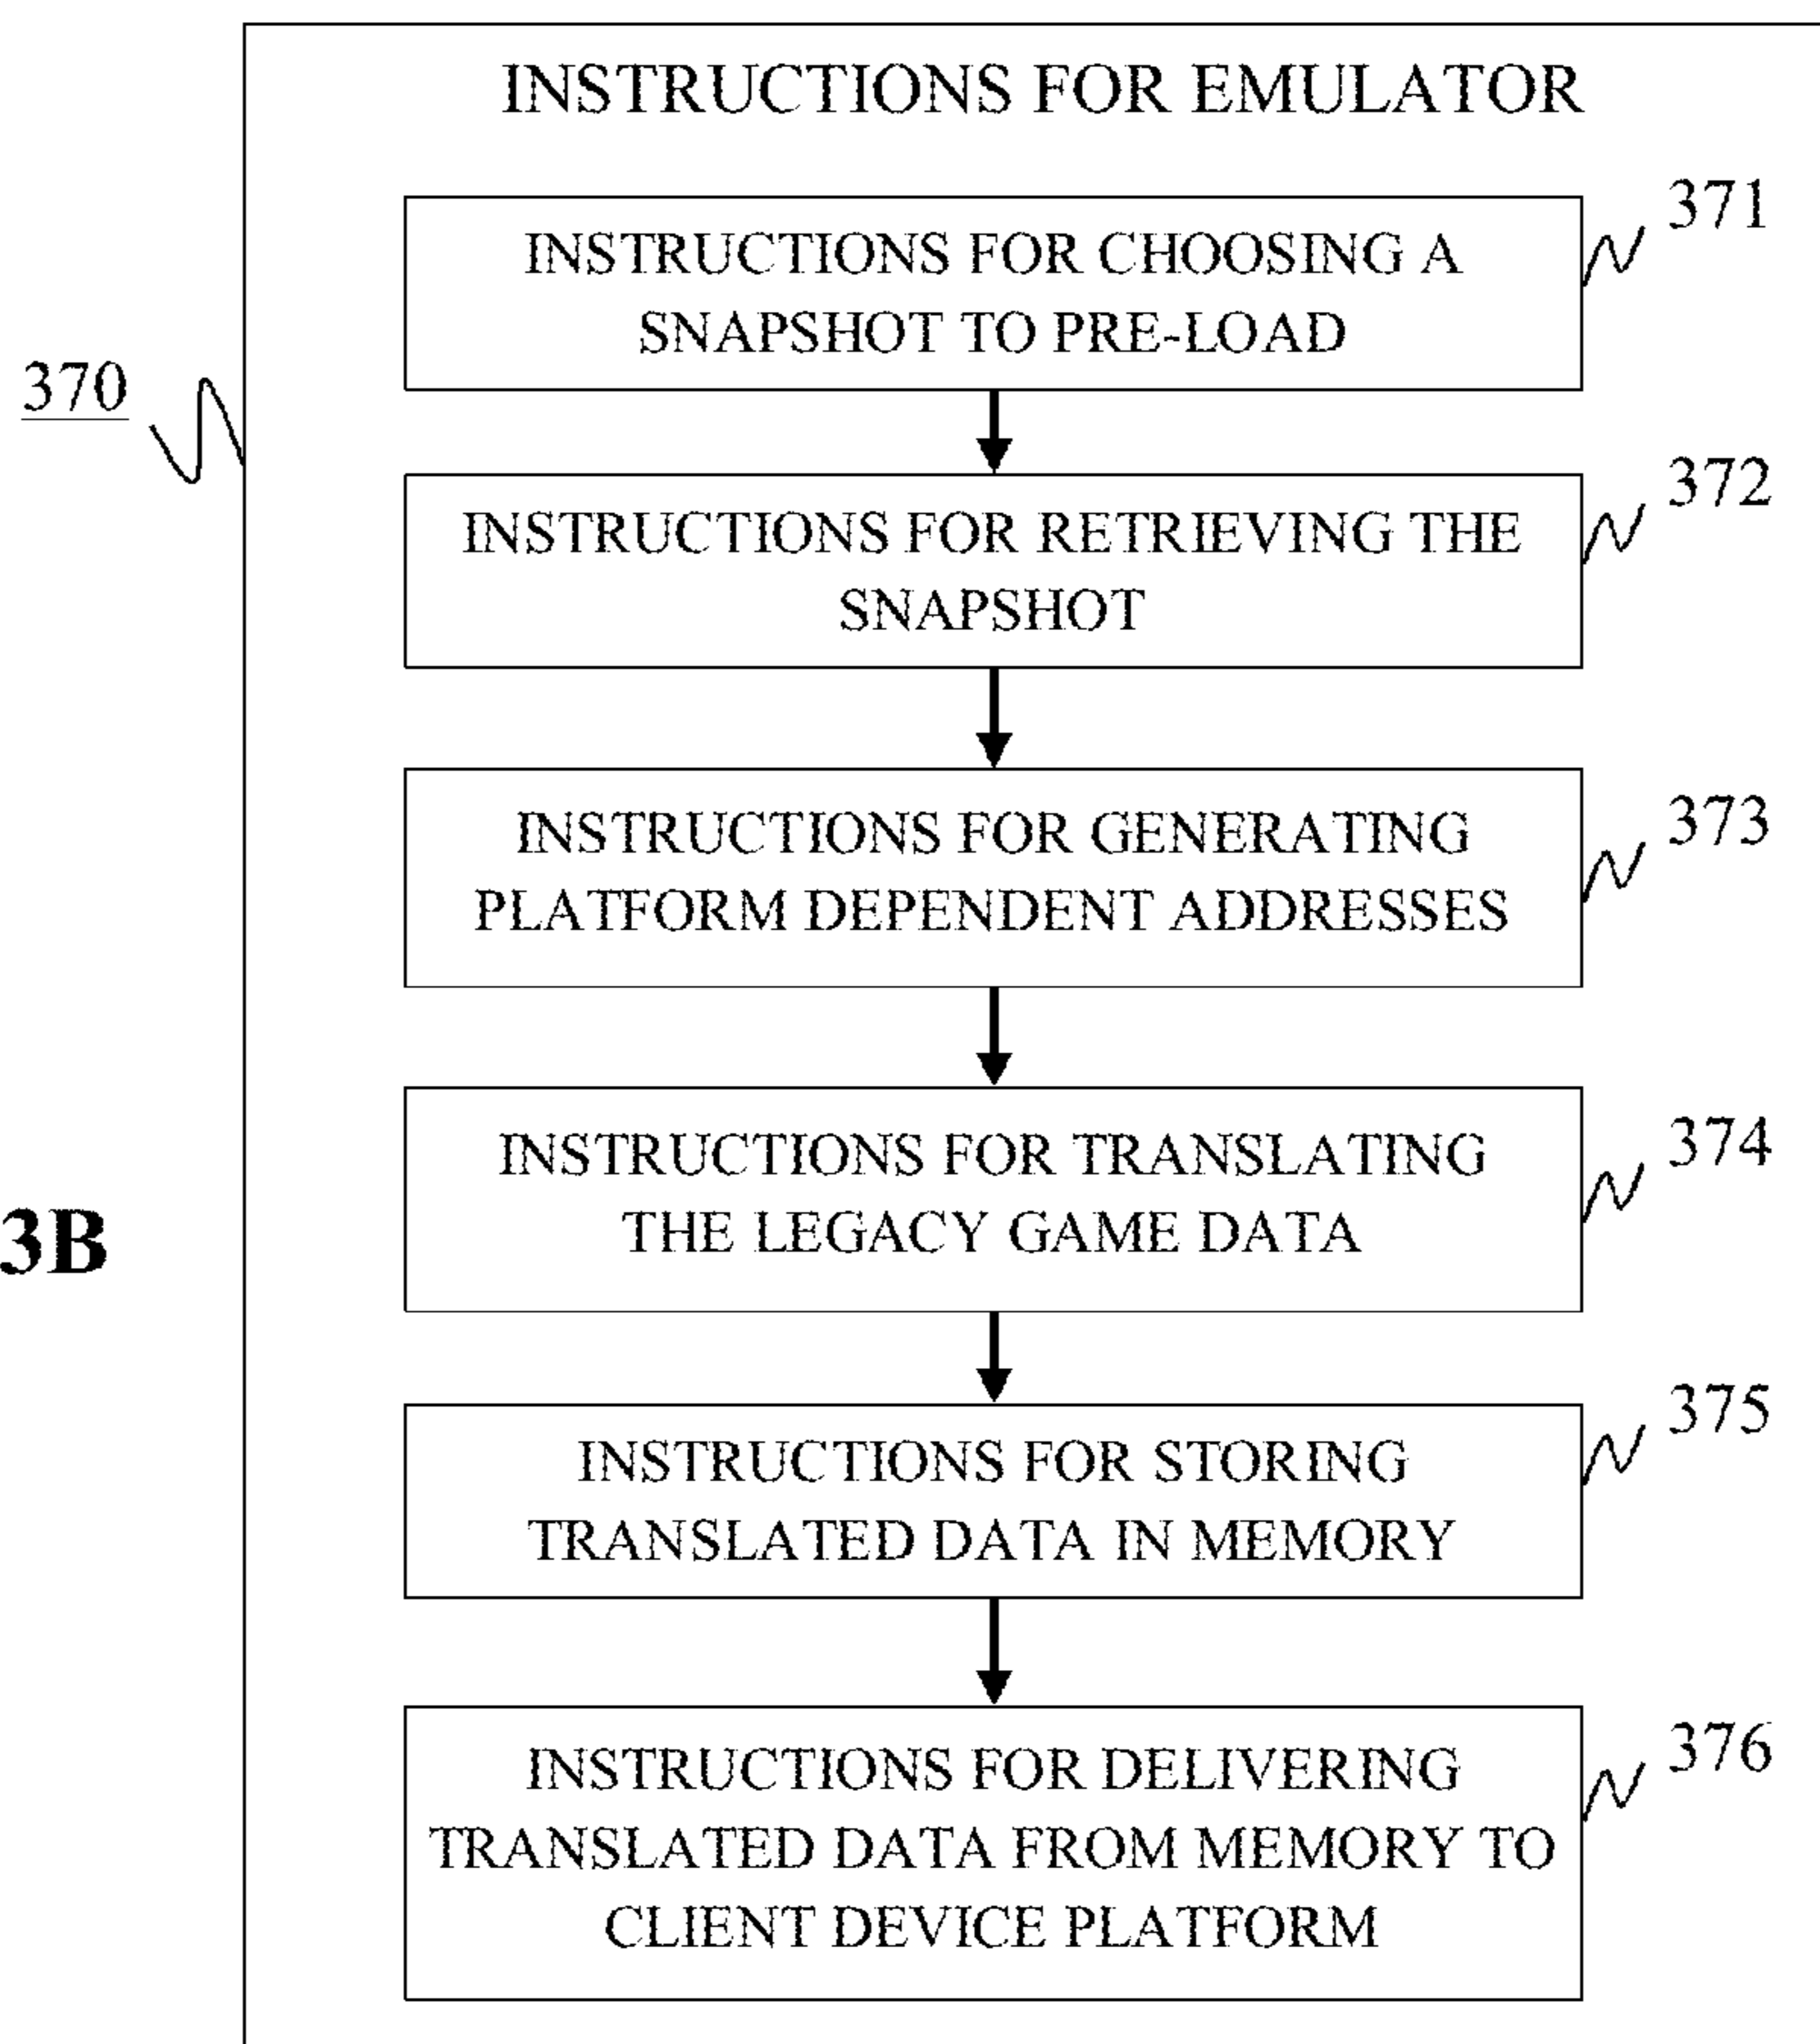 INSTRUCTIONS FOR EMULATOR
371
INSTRUCTIONS FOR CHOOSING A
SNAPSHOT TO PRE-LOAD
370
372
INSTRUCTIONS FOR RETRIEVING THE
SNAPSHOT
373
INSTRUCTIONS FOR GENERATING
PLATFORM DEPENDENT ADDRESSES
374
INSTRUCTIONS FOR TRANSLATING
THE LEGACY GAME DATA
3B
375
INSTRUCTIONS FOR STORING
TRANSLATED DATA IN MEMORY
376
INSTRUCTIONS FOR DELIVERING
TRANSLATED DATA FROM MEMORY TO
CLIENT DEVICE PLATFORM